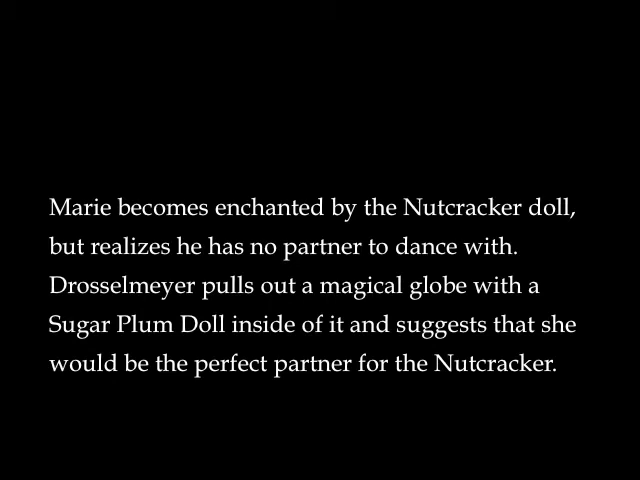 Marie becomes enchanted by the Nutcracker doll,
but realizes he has no partner to dance with.
Drosselmeyer pulls out a magical globe with a
Sugar Plum Doll inside of it and suggests that she
would be the perfect partner for the Nutcracker.